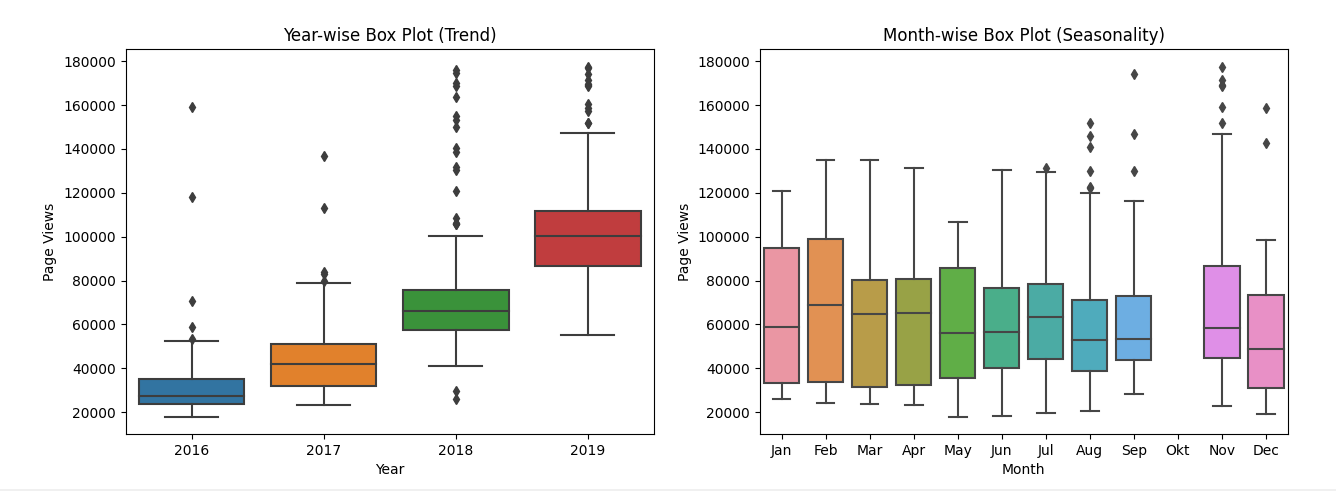 Year-wise Box Plot (Trend)
180000
160000
140000
120000
100000
80000
60000
40000
20000
Page Views
2016 2017 2018 2019
Year
Month-wise Box Plot (Seasonality)
180000
160000
140000
120000
100000
80000
60000
40000
20000
Page Views
Jan Feb Mar Apr May Jun Jul Aug Sep Okt Nov Dec
Month